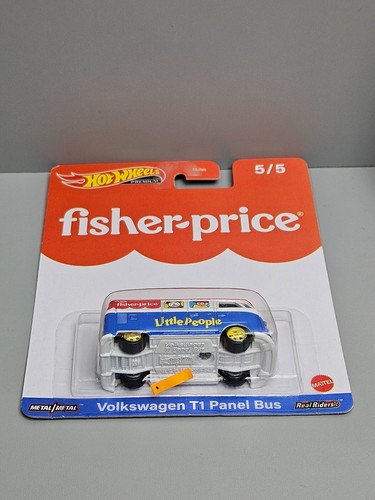 Hot Wheels
PREMIUM
5/5
fisher-price®
fisher-price
Little People
MATTEL
METAL/METAL™
Volkswagen T1 Panel Bus
Real Riders®